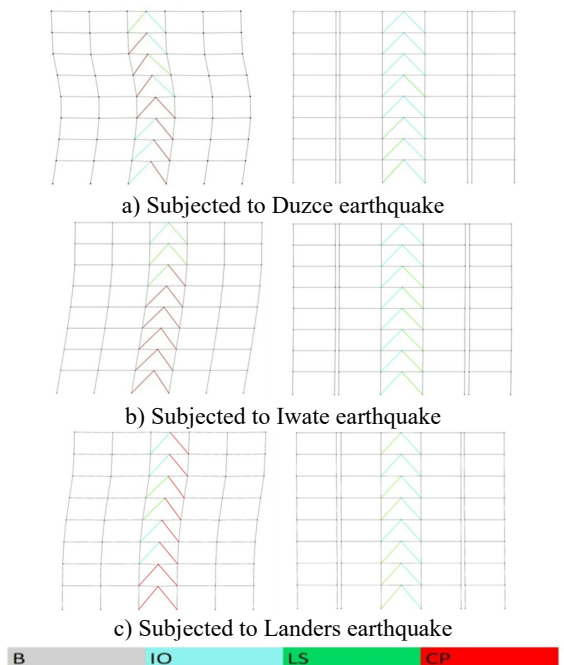 a) Subjected to Duzce earthquake
b) Subjected to Iwate earthquake
c) Subjected to Landers earthquake
B IO LS CP